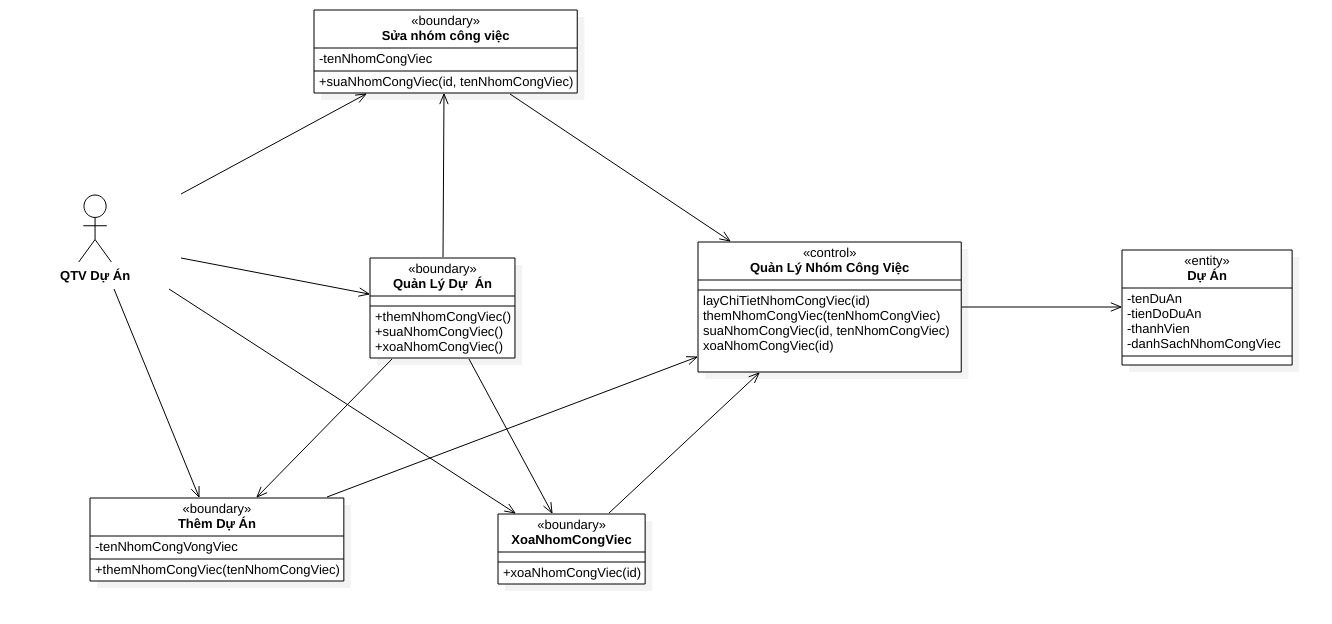 «boundary»
Sửa nhóm công việc
-tenNhomCongViec
+suaNhomCongViec(id, tenNhomCongViec)
QTV Dự Án
«boundary»
Quản Lý Dự  Án
+themNhomCongViec()
+suaNhomCongViec()
+xoaNhomCongViec()
«control»
Quản Lý Nhóm Công Việc
layChiTietNhomCongViec(id)
themNhomCongViec(tenNhomCongViec)
suaNhomCongViec(id, tenNhomCongViec)
xoaNhomCongViec(id)
«entity»
Dự Án
-tenDuAn
-tienDoDuAn
-thanhVien
-danhSachNhomCongViec
«boundary»
Thêm Dự Án
-tenNhomCongVongViec
+themNhomCongViec(tenNhomCongViec)
«boundary»
XoaNhomCongViec
+xoaNhomCongViec(id)